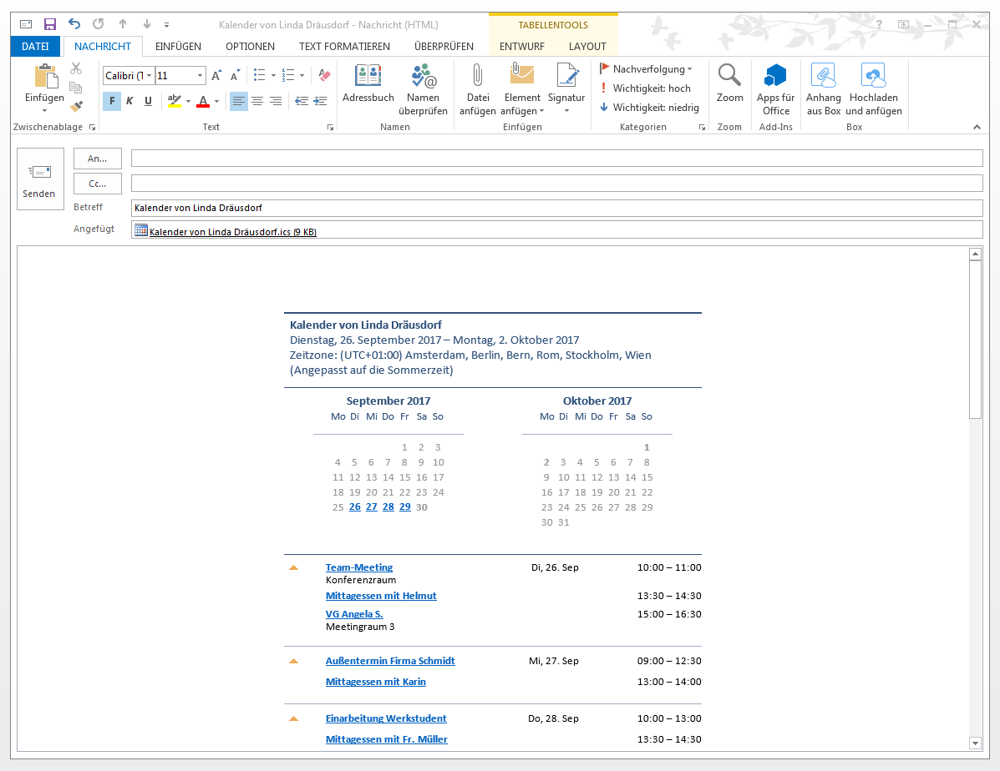 Kalender von Linda Dräusdorf - Nachricht (HTML)
TABELLENTOOLS
?
DATEI NACHRICHT EINFÜGEN OPTIONEN TEXT FORMATIEREN ÜBERPRÜFEN ENTWURF LAYOUT
Einfügen
Zwischenablage
Calibri (T 11
F K U
ab A
Text
Adressbuch
Namen
überprüfen
Namen
Datei
anfügen
Element
anfügen
Signatur
Einfügen
Nachverfolgung
Wichtigkeit: hoch
Wichtigkeit: niedrig
Kategorien
Zoom
Zoom
Apps für
Office
Add-Ins
Anhang
aus Box
Hochladen
und anfügen
Box
Senden
An...
Cc...
Betreff Kalender von Linda Dräusdorf
Angefügt Kalender von Linda Dräusdorf.ics (9 KB)
Kalender von Linda Dräusdorf
Dienstag, 26. September 2017 – Montag, 2. Oktober 2017
Zeitzone: (UTC+01:00) Amsterdam, Berlin, Bern, Rom, Stockholm, Wien
(Angepasst auf die Sommerzeit)
September 2017
Mo Di Mi Do Fr Sa So
1 2 3
4 5 6 7 8 9 10
11 12 13 14 15 16 17
18 19 20 21 22 23 24
25 26 27 28 29 30
Oktober 2017
Mo Di Mi Do Fr Sa So
1
2 3 4 5 6 7 8
9 10 11 12 13 14 15
16 17 18 19 20 21 22
23 24 25 26 27 28 29
30 31
Team-Meeting Di, 26. Sep 10:00 – 11:00
Konferenzraum
Mittagessen mit Helmut 13:30 – 14:30
VG Angela S. 15:00 – 16:30
Meetingraum 3
Außentermin Firma Schmidt Mi, 27. Sep 09:00 – 12:30
Mittagessen mit Karin 13:00 – 14:00
Einarbeitung Werkstudent Do, 28. Sep 10:00 – 13:00
Mittagessen mit Fr. Müller 13:30 – 14:30